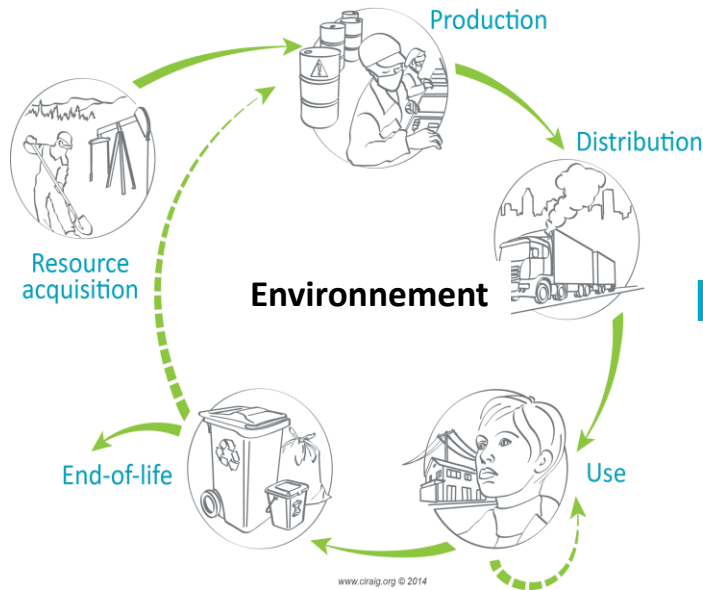 Production
Distribution
Resource
acquisition
Environnement
End-of-life
Use
www.ciraig.org © 2014